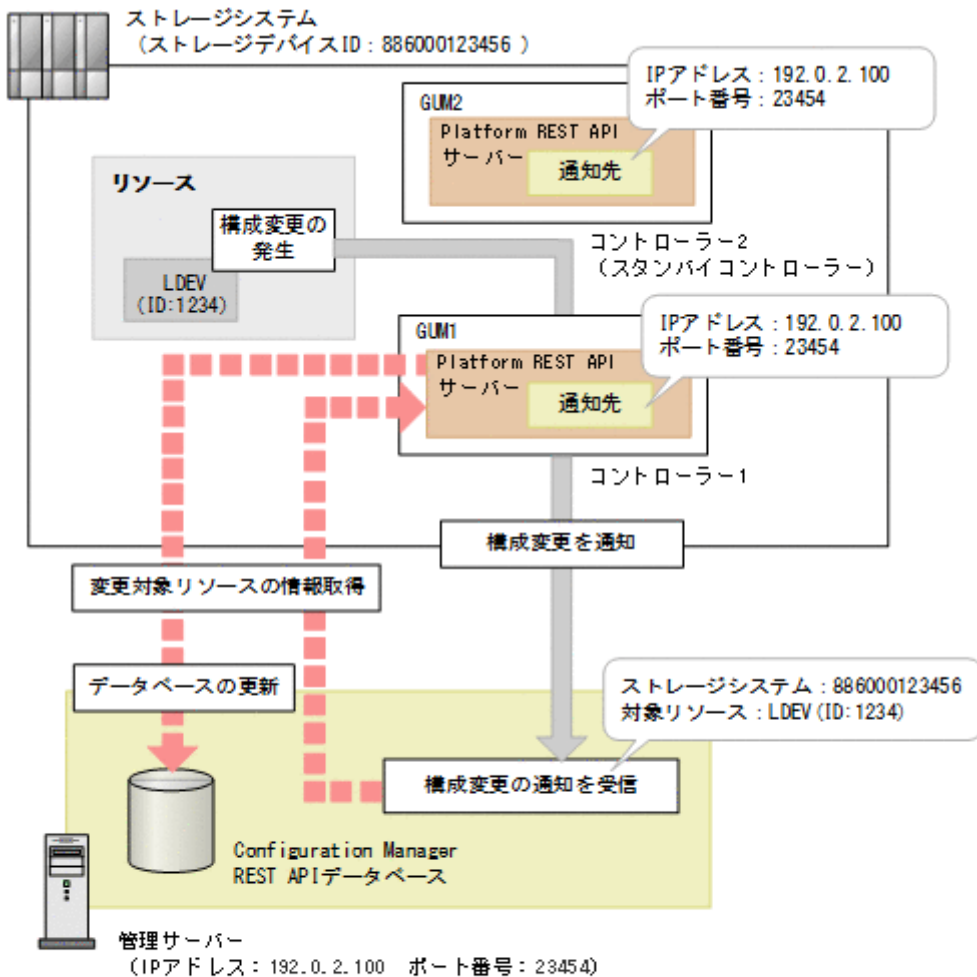 ストレージシステム
（ストレージデバイスID：886000123456 ）
IPアドレス：192.0.2.100
ポート番号：23454
GUM2
Platform REST API
サーバー
通知先
リソース
構成変更の
発生
LDEV
(ID:1234)
コントローラー2
（スタンバイコントローラー）
IPアドレス：192.0.2.100
ポート番号：23454
GUM1
Platform REST API
サーバー
通知先
コントローラー1
構成変更を通知
変更対象リソースの情報取得
データベースの更新
ストレージシステム：886000123456
対象リソース：LDEV(ID:1234)
構成変更の通知を受信
Configuration Manager
REST APIデータベース
管理サーバー
（IPアドレス：192.0.2.100 ポート番号：23454）